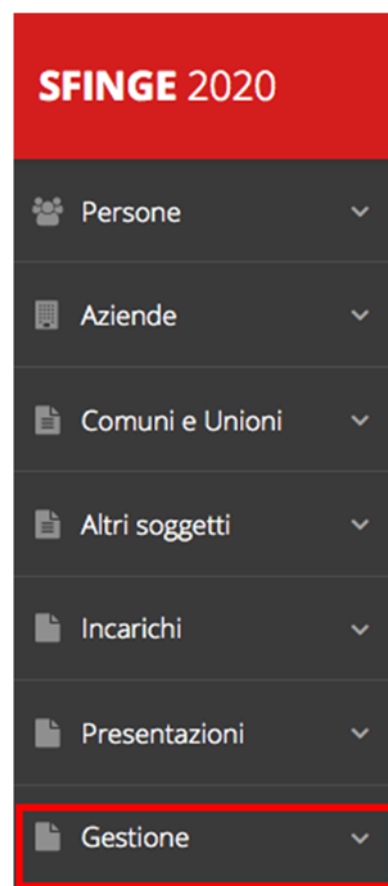 SFINGE 2020
Persone
Aziende
Comuni e Unioni
Altri soggetti
Incarichi
Presentazioni
Gestione